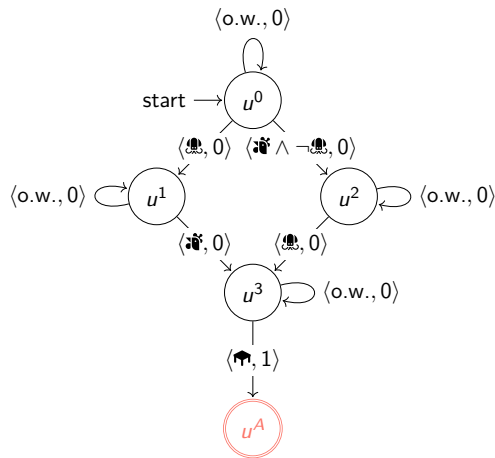 ⟨o.w., 0⟩
start u⁰
⟨🐙, 0⟩ ⟨ ∧ ¬🐙, 0⟩
⟨o.w., 0⟩ u¹ u² ⟨o.w., 0⟩
⟨ , 0⟩ ⟨🐙, 0⟩
u³ ⟨o.w., 0⟩
⟨ , 1⟩
uᴬ